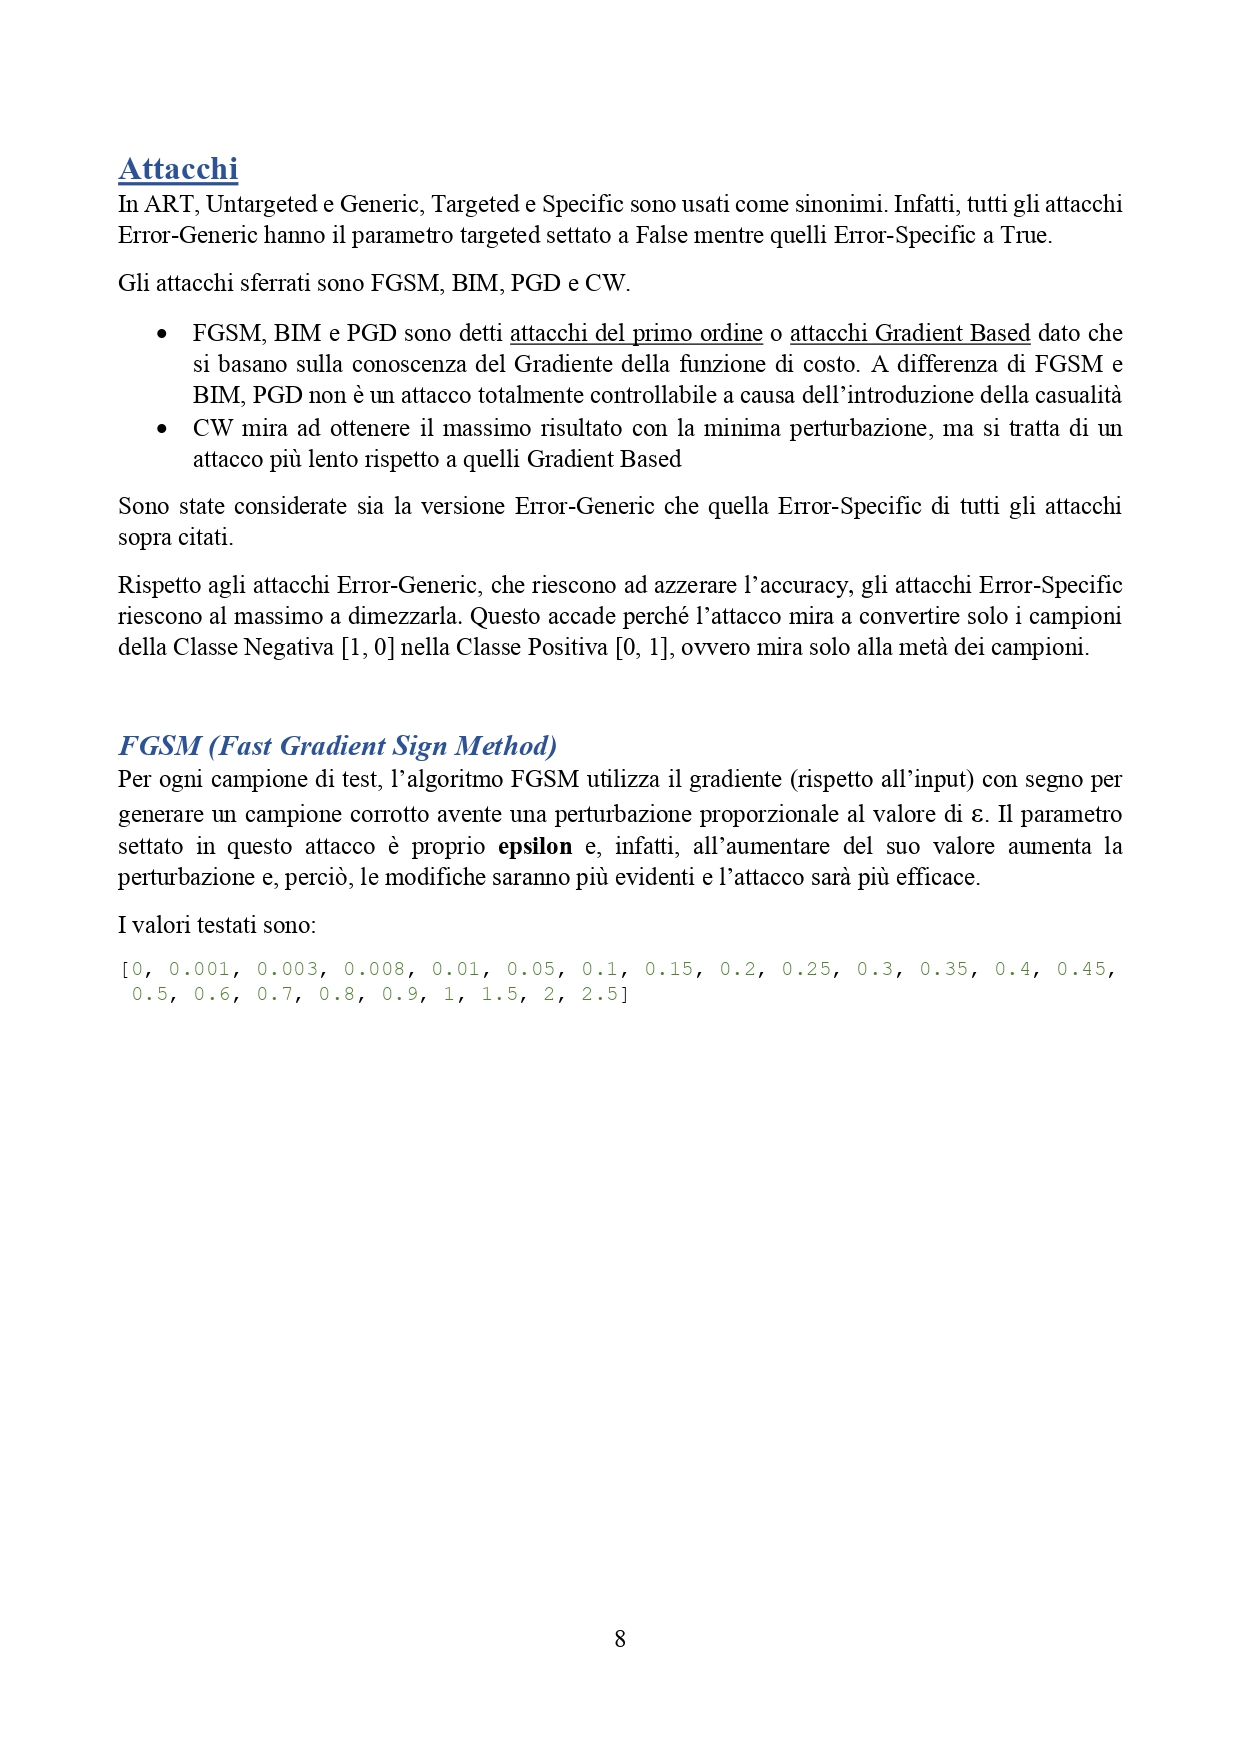 Attacchi
In ART, Untargeted e Generic, Targeted e Specific sono usati come sinonimi. Infatti, tutti gli attacchi
Error-Generic hanno il parametro targeted settato a False mentre quelli Error-Specific a True.
Gli attacchi sferrati sono FGSM, BIM, PGD e CW.
• FGSM, BIM e PGD sono detti attacchi del primo ordine o attacchi Gradient Based dato che
si basano sulla conoscenza del Gradiente della funzione di costo. A differenza di FGSM e
BIM, PGD non è un attacco totalmente controllabile a causa dell’introduzione della casualità
• CW mira ad ottenere il massimo risultato con la minima perturbazione, ma si tratta di un
attacco più lento rispetto a quelli Gradient Based
Sono state considerate sia la versione Error-Generic che quella Error-Specific di tutti gli attacchi
sopra citati.
Rispetto agli attacchi Error-Generic, che riescono ad azzerare l’accuracy, gli attacchi Error-Specific
riescono al massimo a dimezzarla. Questo accade perché l’attacco mira a convertire solo i campioni
della Classe Negativa [1, 0] nella Classe Positiva [0, 1], ovvero mira solo alla metà dei campioni.
FGSM (Fast Gradient Sign Method)
Per ogni campione di test, l’algoritmo FGSM utilizza il gradiente (rispetto all’input) con segno per
generare un campione corrotto avente una perturbazione proporzionale al valore di ε. Il parametro
settato in questo attacco è proprio epsilon e, infatti, all’aumentare del suo valore aumenta la
perturbazione e, perciò, le modifiche saranno più evidenti e l’attacco sarà più efficace.
I valori testati sono:
[0, 0.001, 0.003, 0.008, 0.01, 0.05, 0.1, 0.15, 0.2, 0.25, 0.3, 0.35, 0.4, 0.45,
0.5, 0.6, 0.7, 0.8, 0.9, 1, 1.5, 2, 2.5]
8